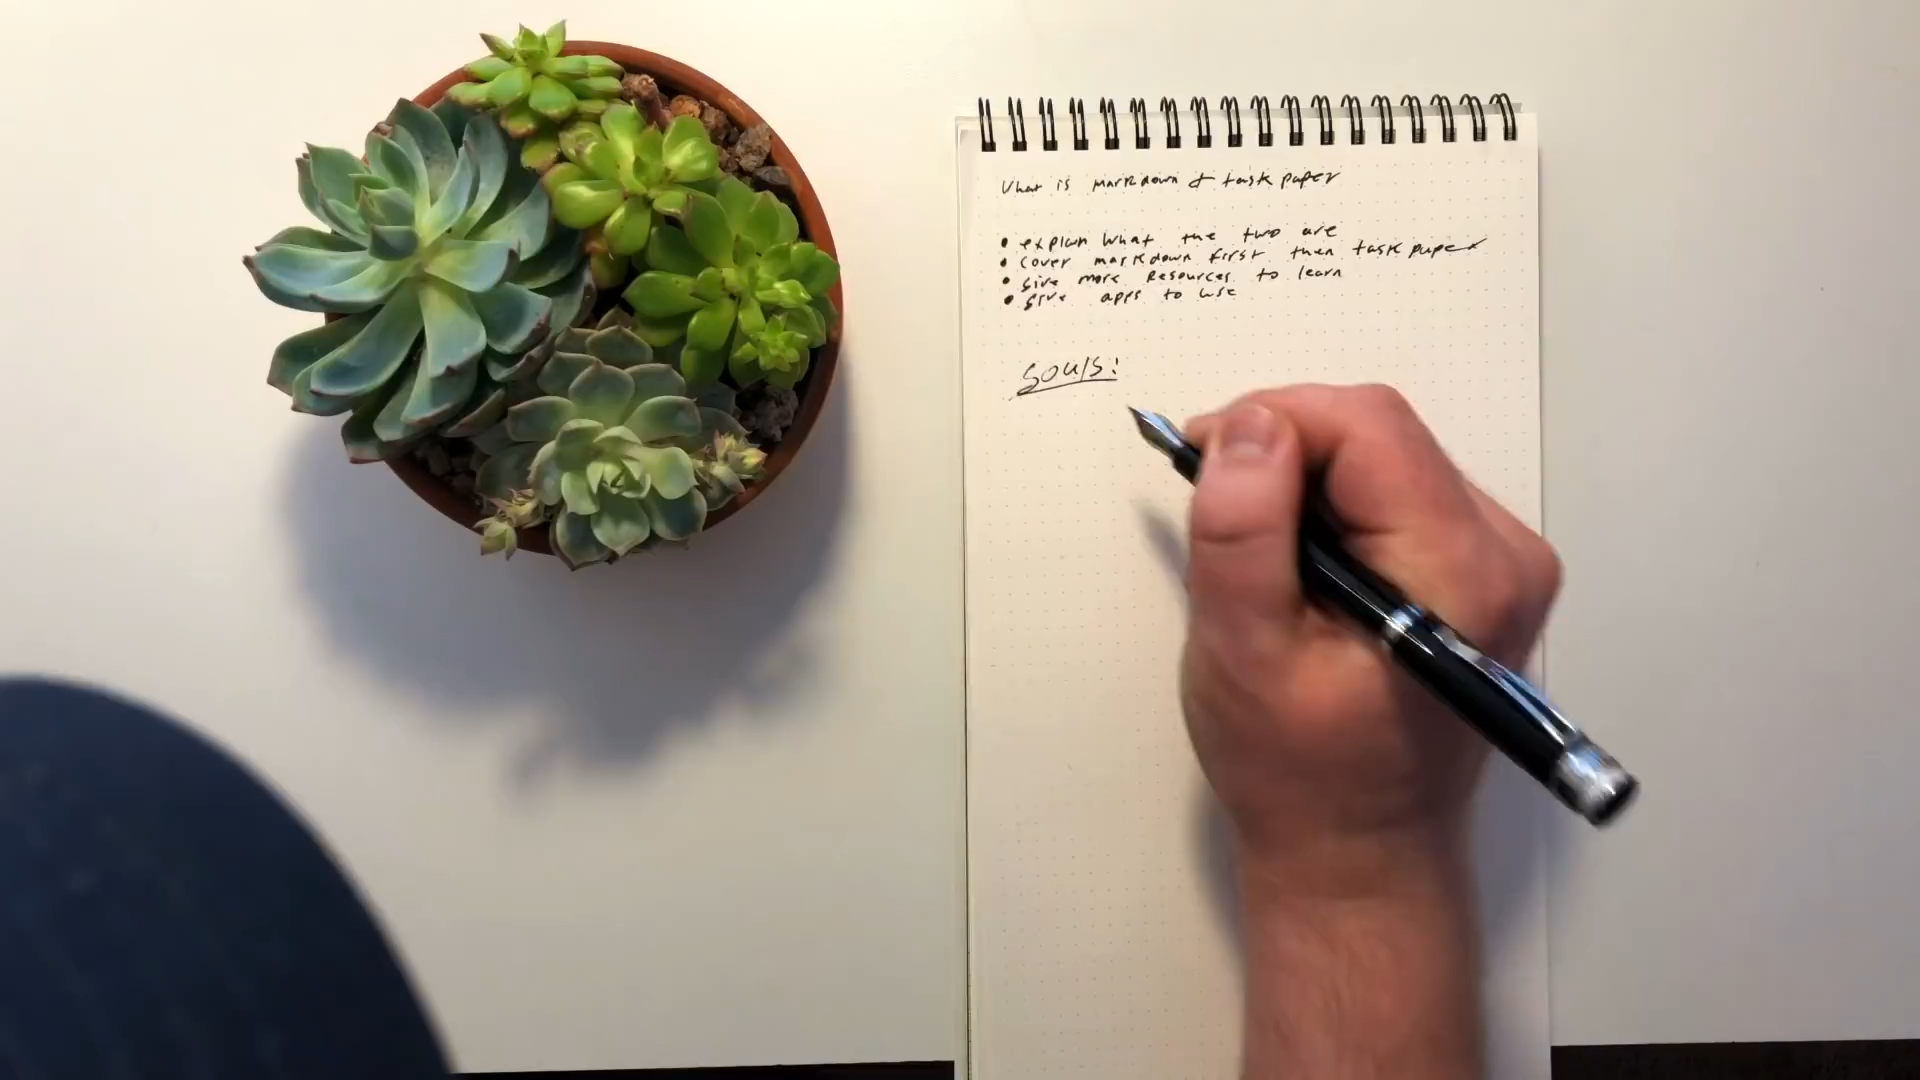 What is markdown & task paper
• explain what the two are
• cover markdown first then task paper
• give more Resources to learn
• give apps to use
goals: